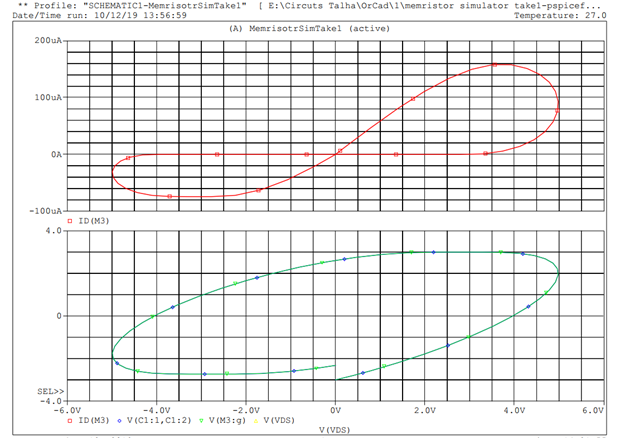 ** Profile: "SCHEMATIC1-MemrisotrSimTake1" [ E:\Circuts Talha\OrCad\1\memristor simulator take1-pspicef...
Date/Time run: 10/12/19 13:56:59 Temperature: 27.0
(A) MemrisotrSimTake1 (active)
200uA
100uA
0A
-100uA
ID(M3)
4.0
0
SEL>>
-4.0
-6.0V -4.0V -2.0V 0V 2.0V 4.0V 6.0V
ID(M3) V(C1:1,C1:2) V(M3:g) V(VDS)
V(VDS)